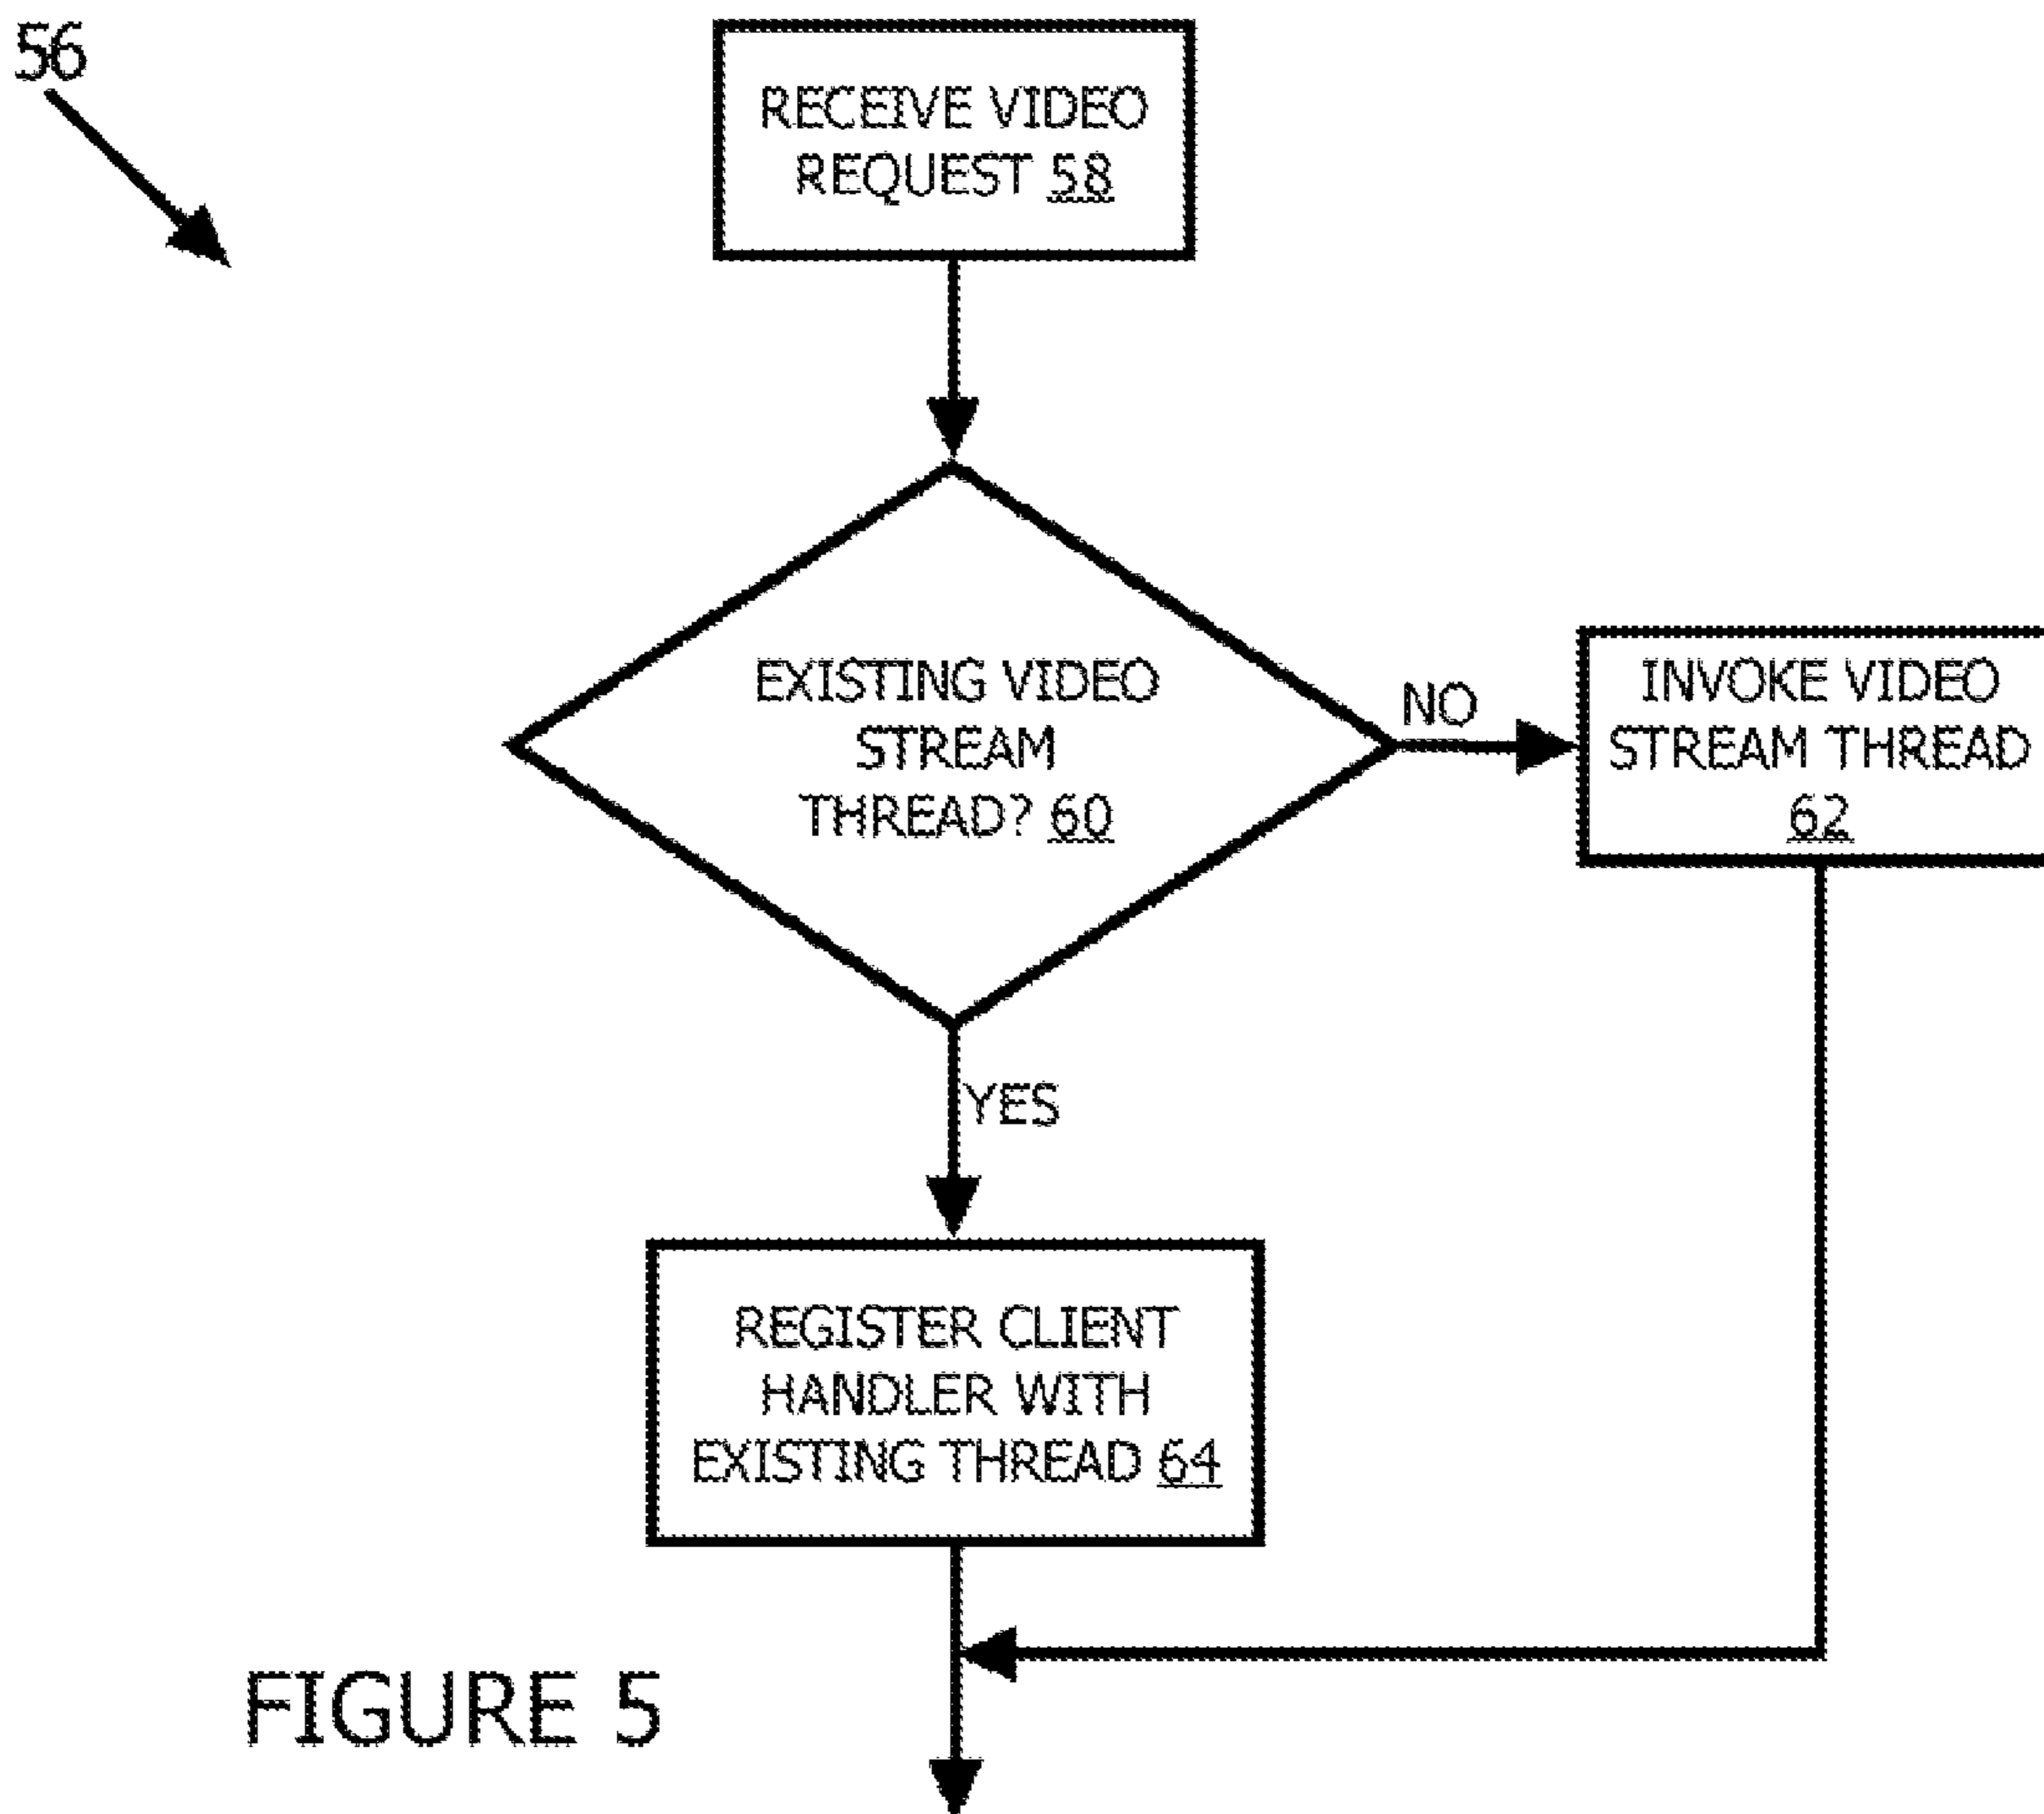 56
RECEIVE VIDEO
REQUEST 58
EXISTING VIDEO
STREAM
THREAD? 60
NO
INVOKE VIDEO
STREAM THREAD
62
YES
REGISTER CLIENT
HANDLER WITH
EXISTING THREAD 64
FIGURE 5